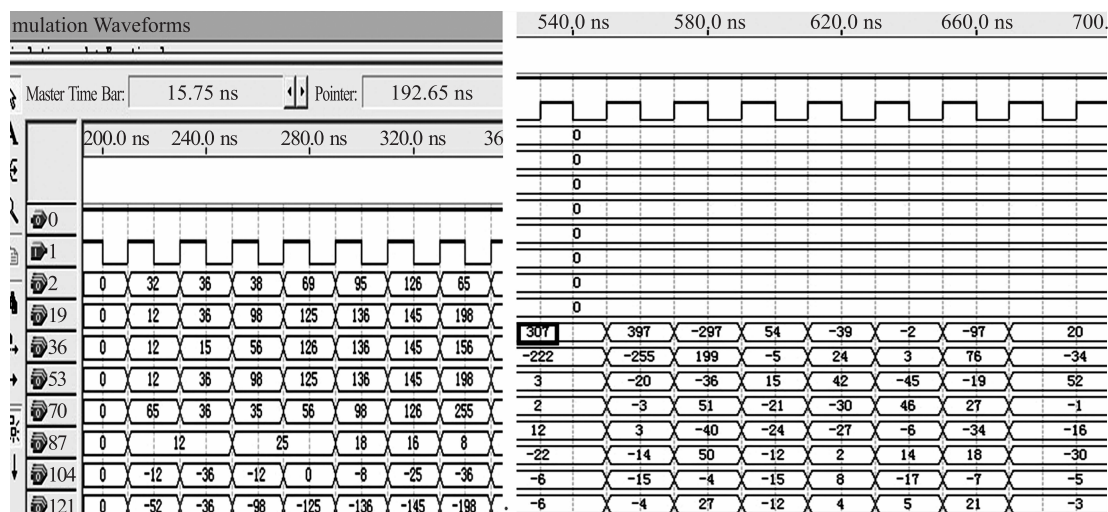 mulation Waveforms
Master Time Bar: 15.75 ns Pointer: 192.65 ns
200.0 ns 240.0 ns 280.0 ns 320.0 ns 36
0
1
2 0 32 36 38 69 95 126 65
19 0 12 36 98 125 136 145 198
36 0 12 15 56 126 136 145 156
53 0 12 36 98 125 136 145 198
70 0 65 36 35 56 98 126 255
87 0 12 25 18 16 8
104 0 -12 -36 -12 0 -8 -25 -36
121 0 -52 -36 -98 -125 -136 -145 -198
540.0 ns 580.0 ns 620.0 ns 660.0 ns 700.
0
0
0
0
0
0
0
0
307 397 -297 54 -39 -2 -97 20
-222 -255 199 -5 24 3 76 -34
3 -20 -36 15 42 -45 -19 52
2 -3 51 -21 -30 46 27 -1
12 3 -40 -24 -27 -6 -34 -16
-22 -14 50 -12 2 14 18 -30
-6 -15 -4 -15 8 -17 -7 -5
-6 -4 27 -12 4 5 21 -3